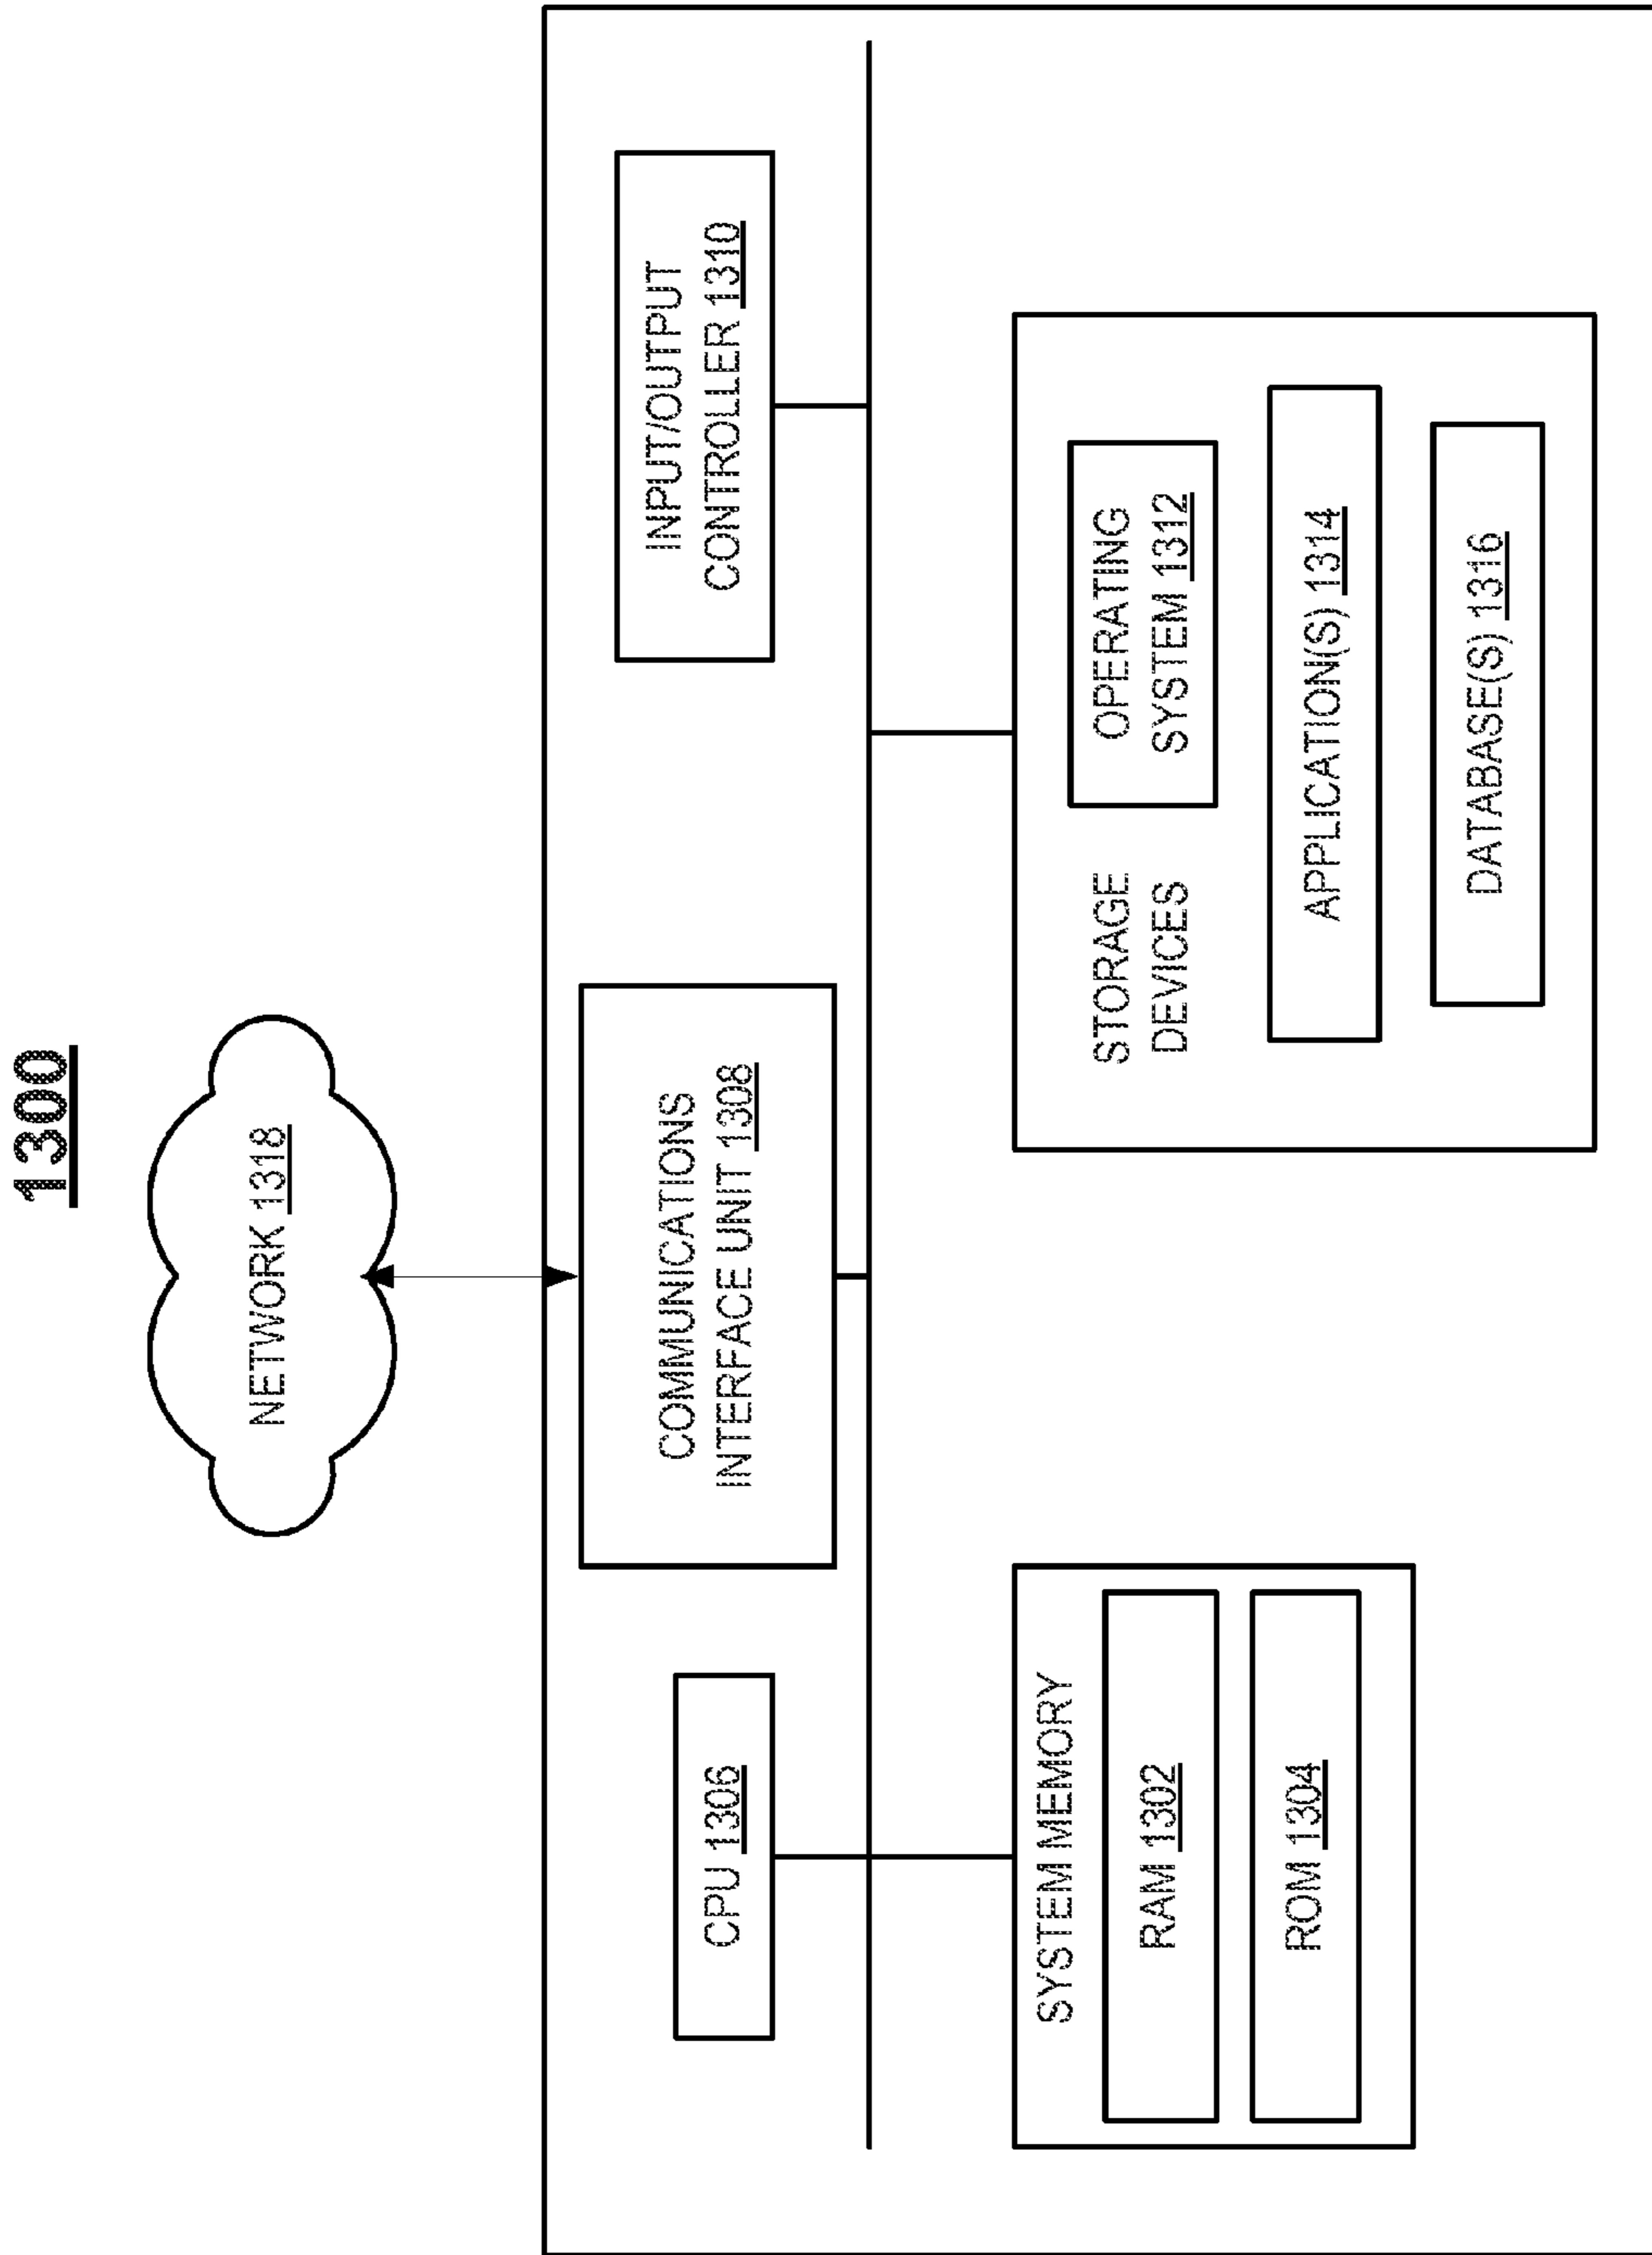 1300
NETWORK 1318
CPU 1306
COMMUNICATIONS
INTERFACE UNIT 1308
INPUT/OUTPUT
CONTROLLER 1310
SYSTEM MEMORY
RAM 1302
ROM 1304
STORAGE
DEVICES
OPERATING
SYSTEM 1312
APPLICATION(S) 1314
DATABASE(S) 1316